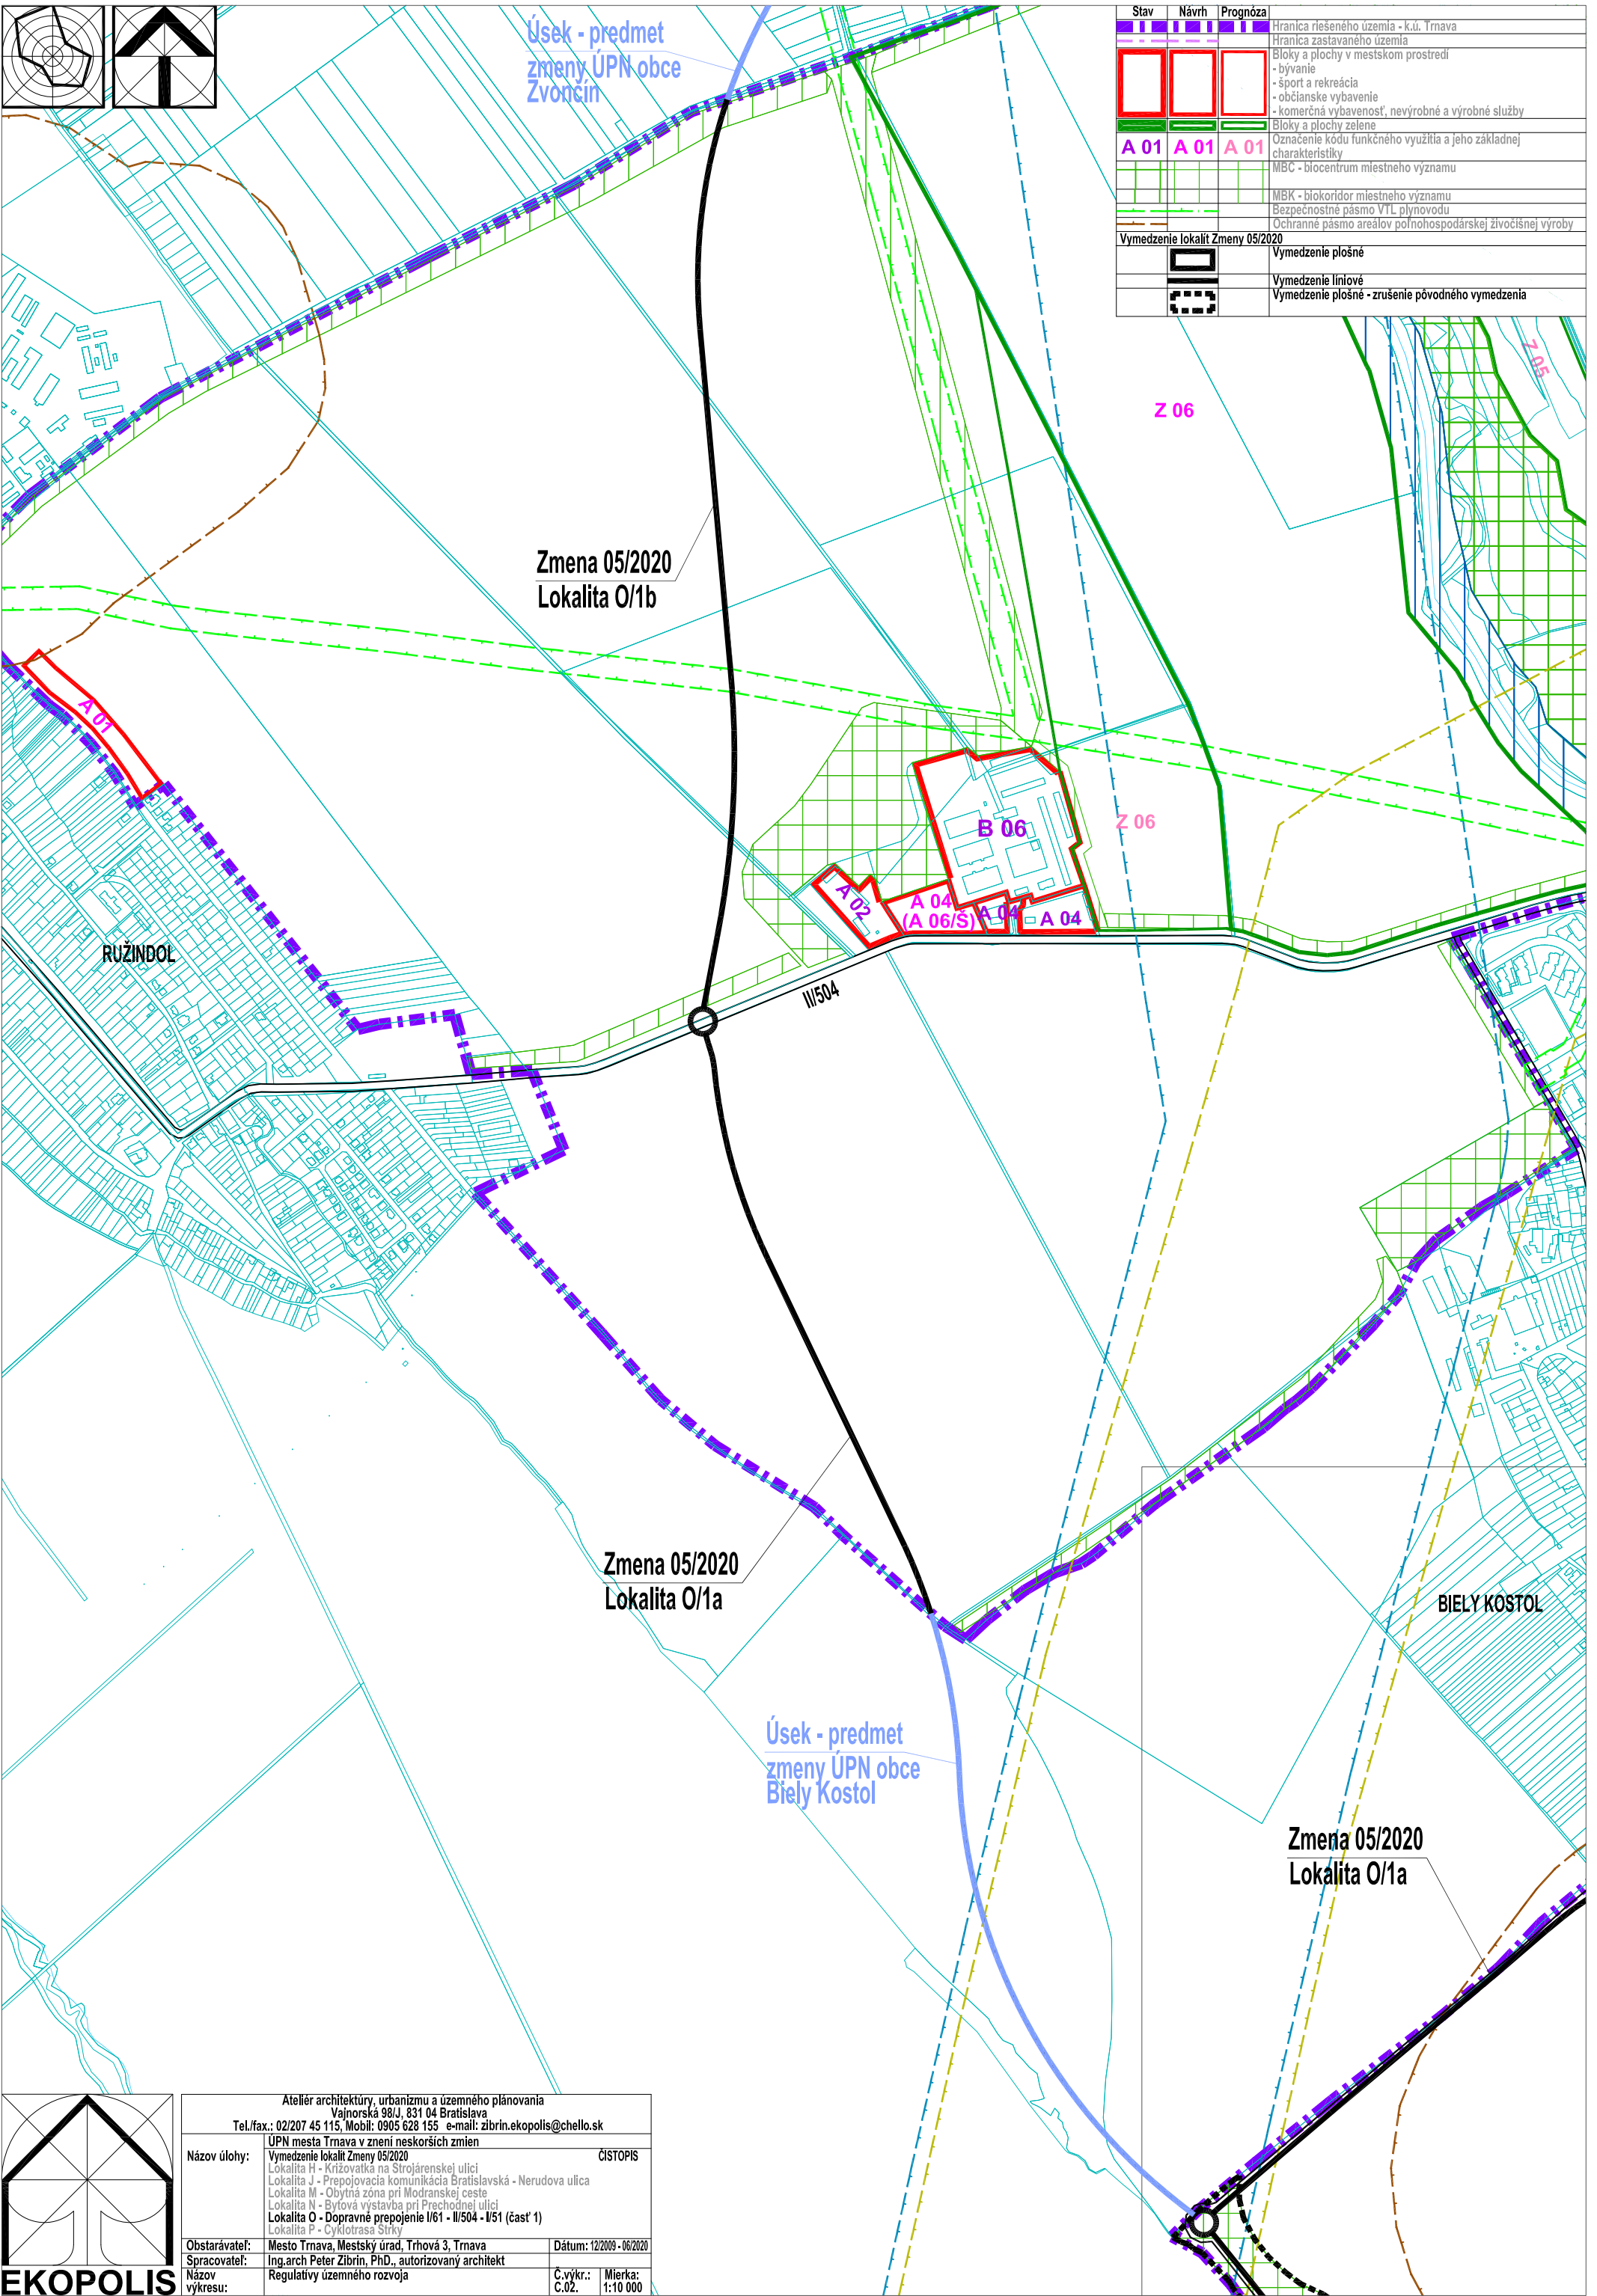 Úsek - predmet
zmeny ÚPN obce
Zvončín
Stav Návrh Prognóza
Hranica riešeného územia - k.ú. Trnava
Hranica zastavaného územia
Bloky a plochy v mestskom prostredí
- bývanie
- šport a rekreácia
- občianske vybavenie
- komerčná vybavenosť, nevýrobné a výrobné služby
Bloky a plochy zelene
A 01 A 01 A 01
Označenie kódu funkčného využitia a jeho základnej
charakteristiky
MBC - biocentrum miestneho významu
MBK - biokoridor miestneho významu
Bezpečnostné pásmo VTL plynovodu
Ochranné pásmo areálov poľnohospodárskej živočíšnej výroby
Vymedzenie lokalít Zmeny 05/2020
Vymedzenie plošné
Vymedzenie líniové
Vymedzenie plošné - zrušenie pôvodného vymedzenia
Z 05
Z 06
Zmena 05/2020
Lokalita O/1b
A 01
B 06
Z 06
A 02
A 04
(A 06/Š)
A 04
A 04
RUŽINDOL
II/504
Zmena 05/2020
Lokalita O/1a
BIELY KOSTOL
Úsek - predmet
zmeny ÚPN obce
Biely Kostol
Zmena 05/2020
Lokalita O/1a
Ateliér architektúry, urbanizmu a územného plánovania
Vajnorská 98/J, 831 04 Bratislava
Tel./fax.: 02/207 45 115, Mobil: 0905 628 155 e-mail: zibrin.ekopolis@chello.sk
Názov úlohy:
ÚPN mesta Trnava v znení neskorších zmien
Vymedzenie lokalít Zmeny 05/2020 ČISTOPIS
Lokalita H - Križovatka na Strojárenskej ulici
Lokalita J - Prepojovacia komunikácia Bratislavská - Nerudova ulica
Lokalita M - Obytná zóna pri Modranskej ceste
Lokalita N - Bytová výstavba pri Prechodnej ulici
Lokalita O - Dopravné prepojenie I/61 - II/504 - I/51 (časť 1)
Lokalita P - Cyklotrasa Štrky
Obstarávateľ: Mesto Trnava, Mestský úrad, Trhová 3, Trnava Dátum: 12/2009 - 06/2020
Spracovateľ: Ing.arch Peter Zibrin, PhD., autorizovaný architekt
Názov
výkresu:
Regulatívy územného rozvoja
Č.výkr.:
C.02.
Mierka:
1:10 000
EKOPOLIS